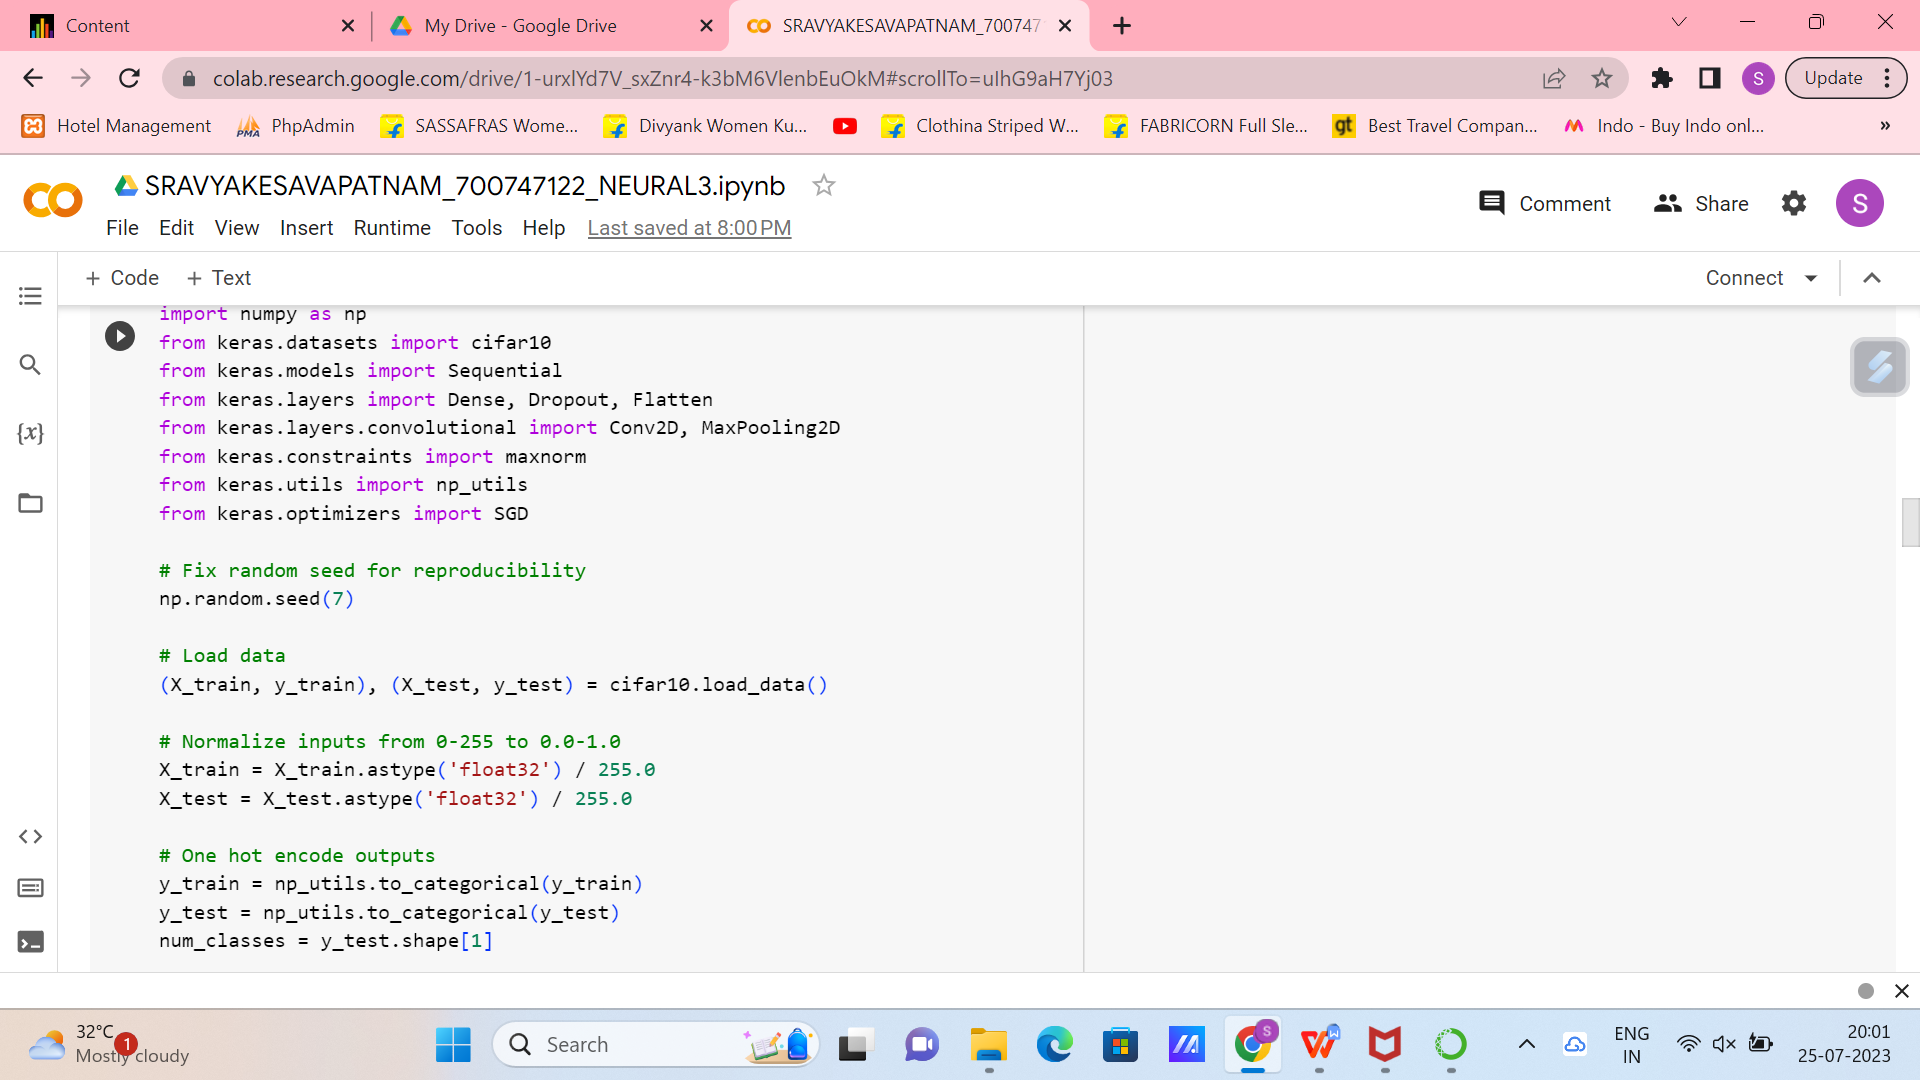 Content
My Drive - Google Drive
SRAVYAKESAVAPATNAM_700747
colab.research.google.com/drive/1-urxlYd7V_sxZnr4-k3bM6VlenbEuOkM#scrollTo=uIhG9aH7Yj03
S
Update
Hotel Management
PhpAdmin
SASSAFRAS Wome...
Divyank Women Ku...
Clothina Striped W...
FABRICORN Full Sle...
gt
Best Travel Compan...
Indo - Buy Indo onl...
»
SRAVYAKESAVAPATNAM_700747122_NEURAL3.ipynb
Comment
Share
S
File Edit View Insert Runtime Tools Help Last saved at 8:00 PM
+ Code + Text
Connect
import numpy as np
from keras.datasets import cifar10
from keras.models import Sequential
from keras.layers import Dense, Dropout, Flatten
from keras.layers.convolutional import Conv2D, MaxPooling2D
from keras.constraints import maxnorm
from keras.utils import np_utils
from keras.optimizers import SGD
# Fix random seed for reproducibility
np.random.seed(7)
# Load data
(X_train, y_train), (X_test, y_test) = cifar10.load_data()
# Normalize inputs from 0-255 to 0.0-1.0
X_train = X_train.astype('float32') / 255.0
X_test = X_test.astype('float32') / 255.0
# One hot encode outputs
y_train = np_utils.to_categorical(y_train)
y_test = np_utils.to_categorical(y_test)
num_classes = y_test.shape[1]
{x}
32°C
1
Mostly cloudy
Search
S
W
ENG
IN
20:01
25-07-2023